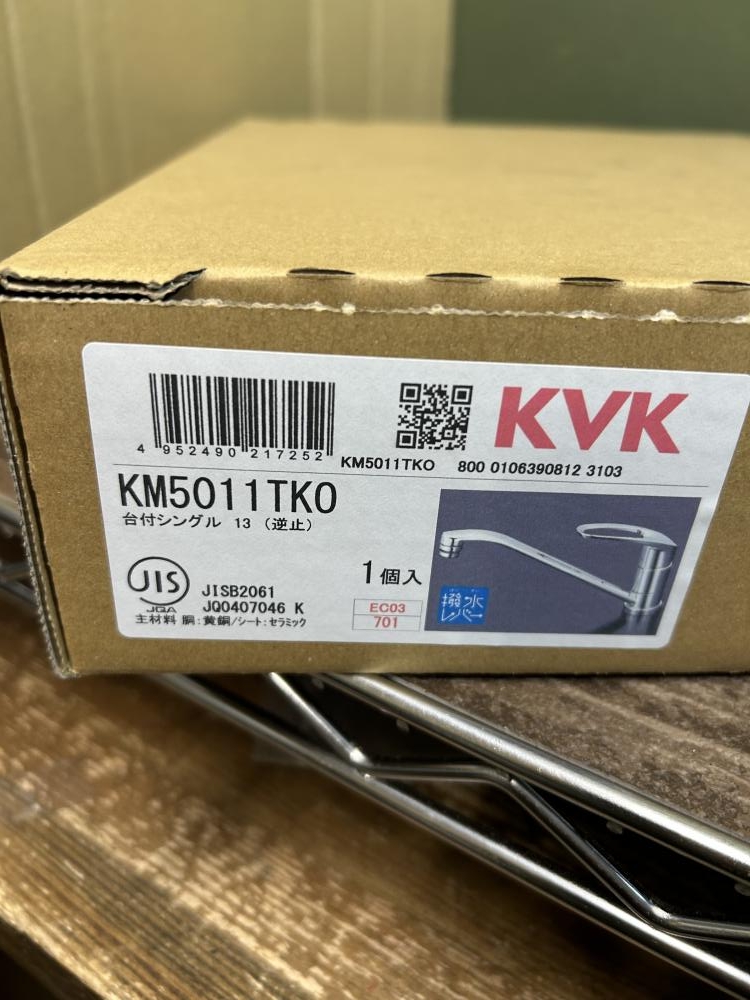 4 952490 217252
KM5011TKO 800 0106390812 3103
KVK
KM5011TKO
台付シングル 13 (逆止)
1個入
JIS
JQA
JISB2061
JQ0407046 K
主材料 胴:黄銅/シート:セラミック
EC03
701
撥水
レバー